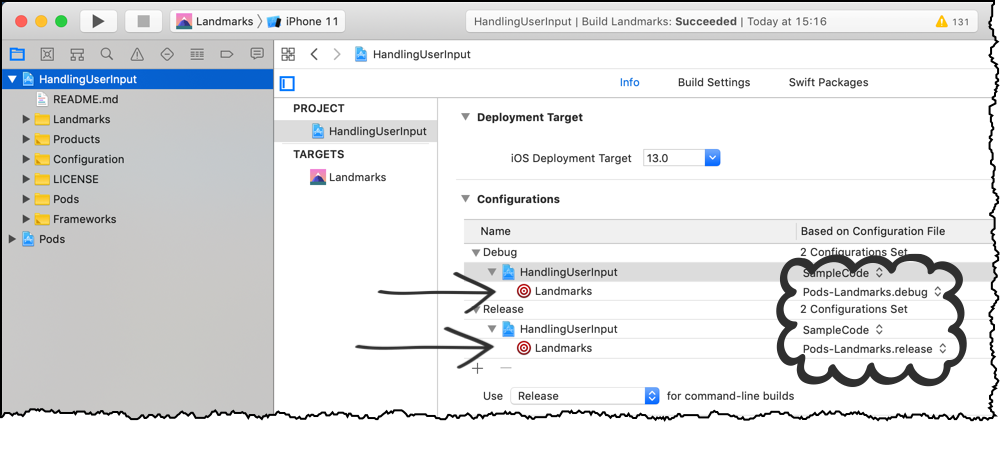 Landmarks 〉 iPhone 11
HandlingUserInput | Build Landmarks: Succeeded | Today at 15:16
131
HandlingUserInput
README.md
Landmarks
Products
Configuration
LICENSE
Pods
Frameworks
Pods
HandlingUserInput
Info Build Settings Swift Packages
PROJECT
HandlingUserInput
TARGETS
Landmarks
Deployment Target
iOS Deployment Target 13.0
Configurations
Name Based on Configuration File
Debug 2 Configurations Set
HandlingUserInput SampleCode
Landmarks Pods-Landmarks.debug
Release 2 Configurations Set
HandlingUserInput SampleCode
Landmarks Pods-Landmarks.release
Use Release for command-line builds